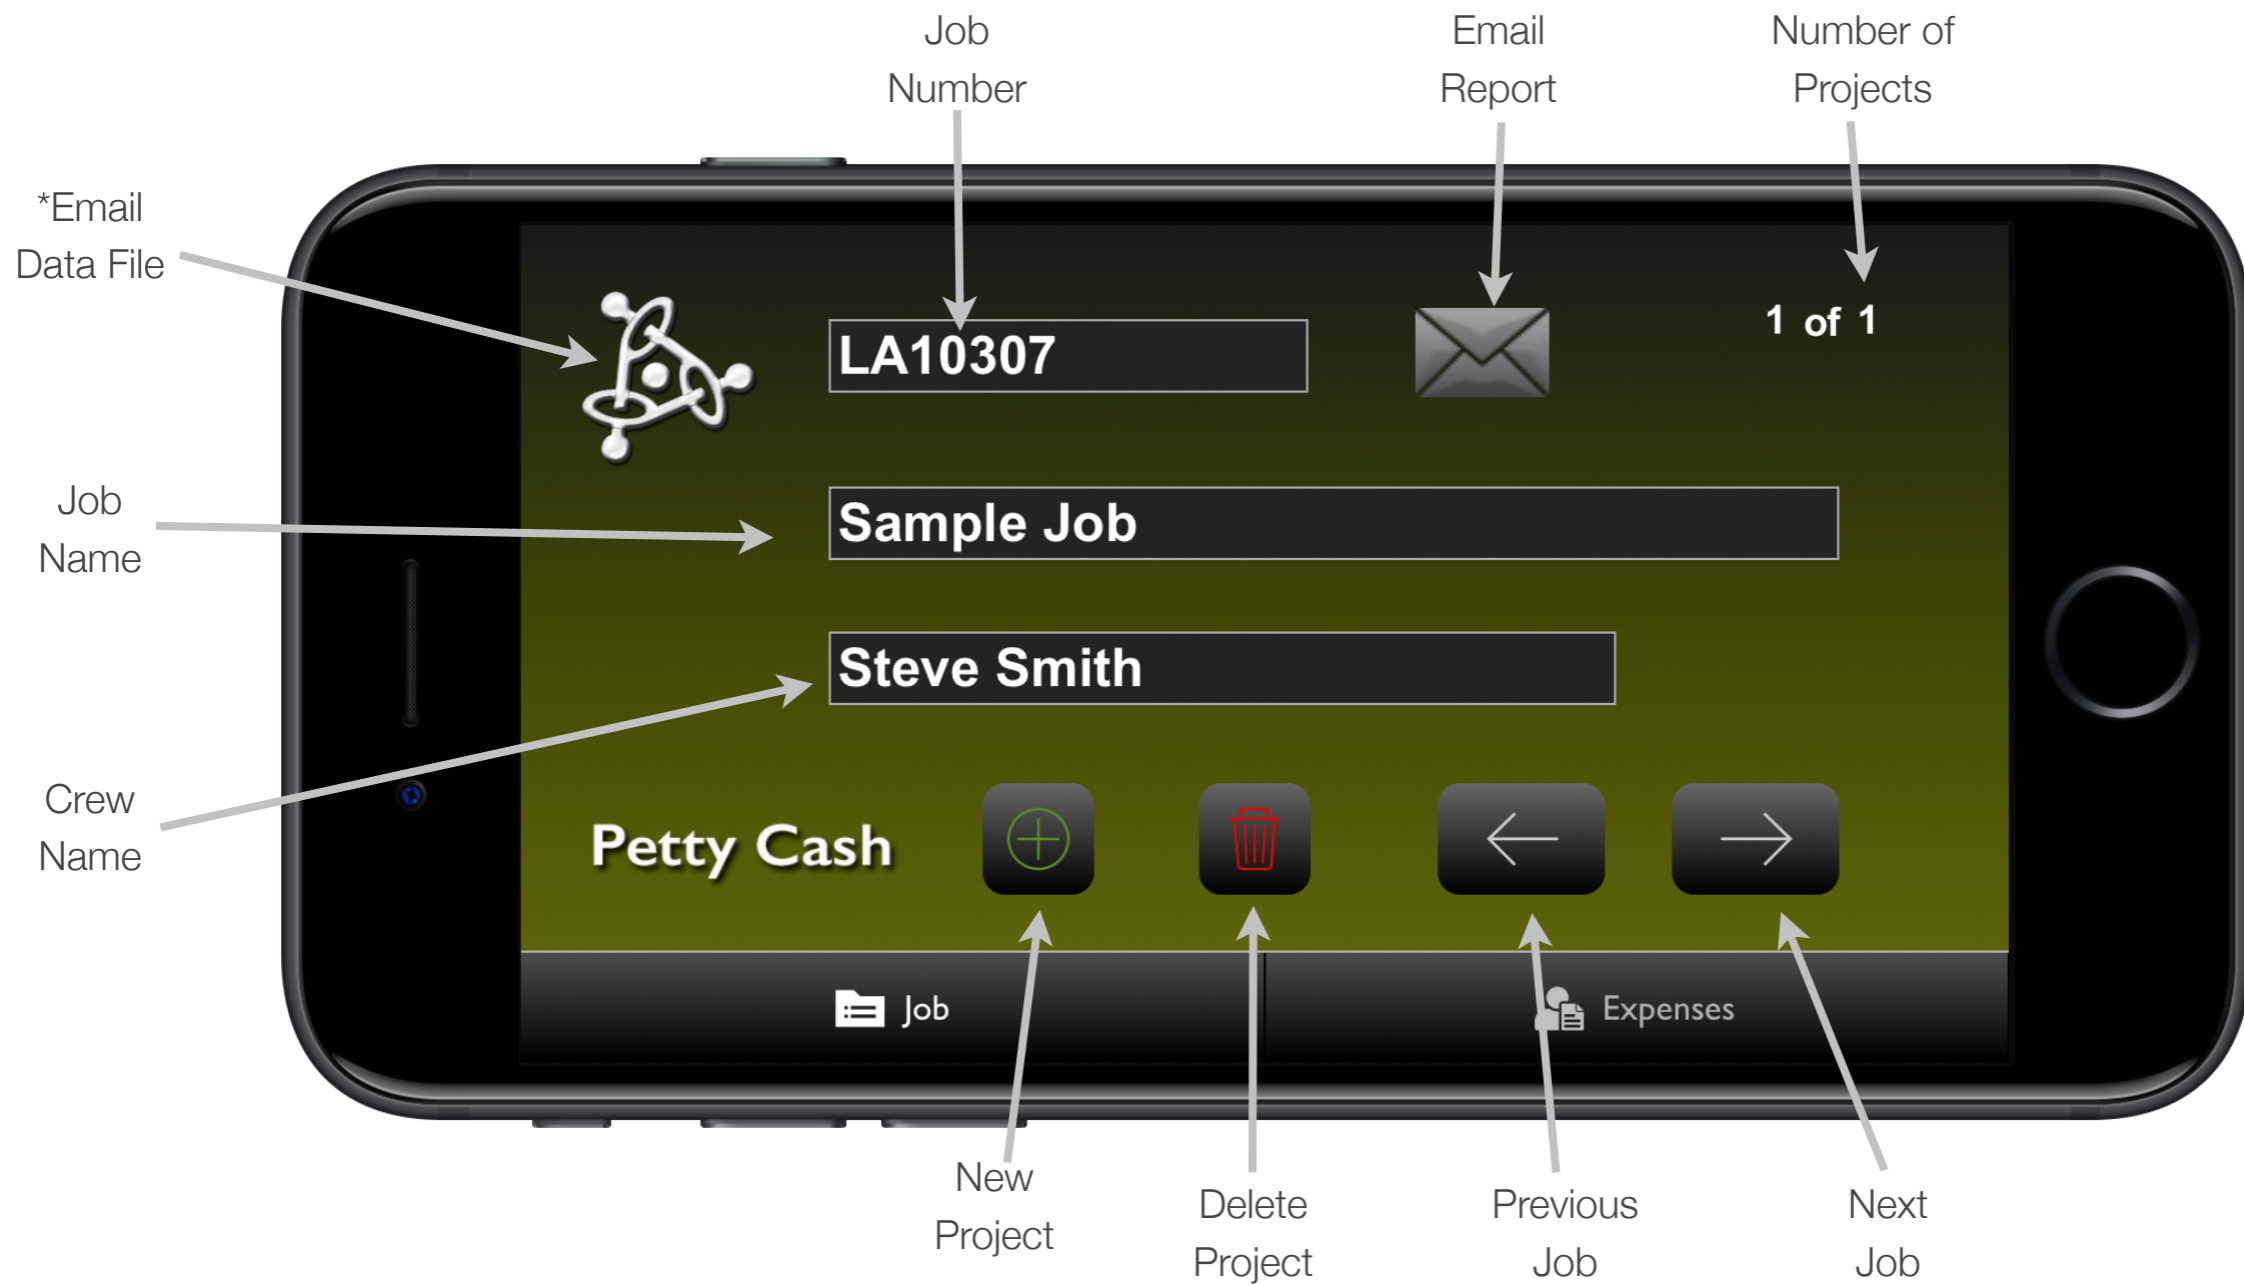 Job
Number
Email
Report
Number of
Projects
*Email
Data File
LA10307
1 of 1
Job
Name
Sample Job
Steve Smith
Crew
Name
Petty Cash
Job
Expenses
New
Project
Delete
Project
Previous
Job
Next
Job